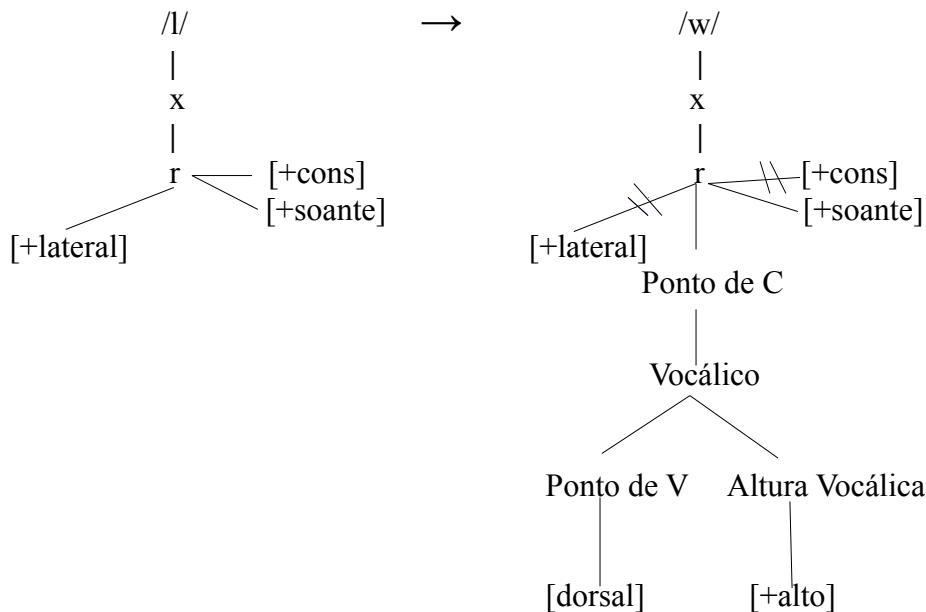 /l/ → /w/
x x
r [+cons] r [+cons]
[+soante] [+soante]
[+lateral] [+lateral]
Ponto de C
Vocálico
Ponto de V Altura Vocálica
[dorsal] [+alto]